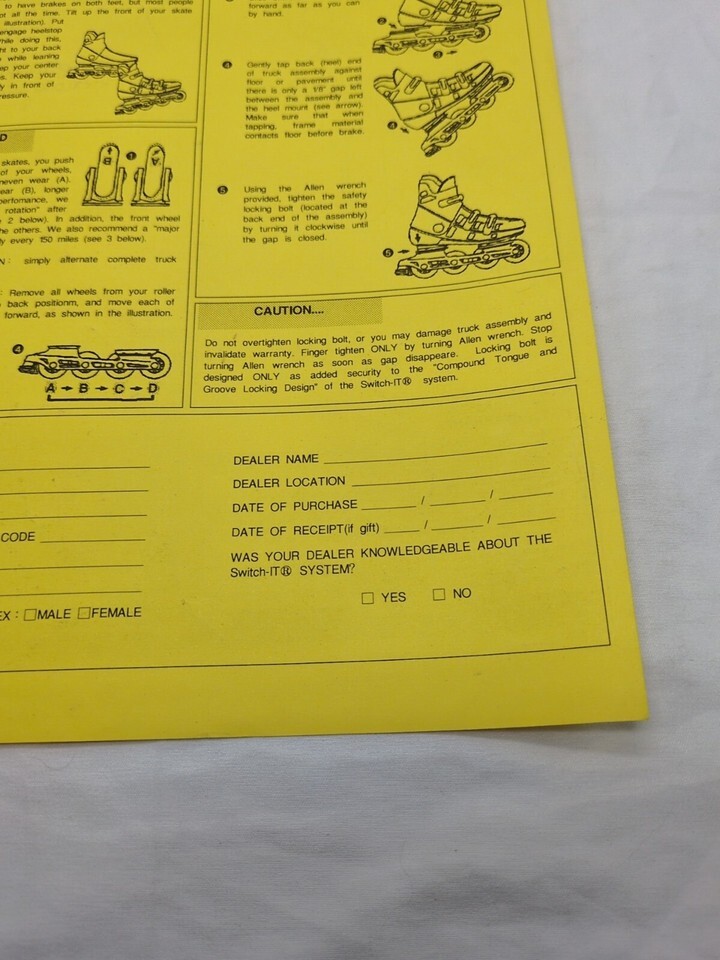 to have brakes on both feet, but most people
all the time. Tilt up the front of your skate
illustration). Put
engage heelstop
While doing this,
to your back
while leaning
your center
Keep your
in front of
skates, you push
of your wheels,
uneven wear (A).
(B), longer
perfomance, we
rotation" after
2 below). In addition, the front wheel
the others. We also recommend a "major
every 150 miles (see 3 below).
simply alternate complete truck
: Remove all wheels from your roller
back positionm, and move each of
forward, as shown in the illustration.
B
1
A
4
A → B → C → D
forward as far as you can
by hand.
2
3
4 Gently tap back (heel) end
of truck assembly against
floor or pavement until
there is only a 1/8" gap left
between the assembly and
the heel mount (see arrow).
Make sure that when
tapping, frame material
contacts floor before brake.
4
5 Using the Allen wrench
provided, tighten the safety
locking bolt (located at the
back end of the assembly)
by turning it clockwise until
the gap is closed.
5
CAUTION....
Do not overtighten locking bolt, or you may damage truck assembly and
invalidate warranty. Finger tighten ONLY by turning Allen wrench. Stop
turning Allen wrench as soon as gap disappeare. Locking bolt is
designed ONLY as added security to the "Compound Tongue and
Groove Locking Design" of the Switch-IT® system.
CODE
EX : □MALE □FEMALE
DEALER NAME
DEALER LOCATION
DATE OF PURCHASE / /
DATE OF RECEIPT(if gift) / /
WAS YOUR DEALER KNOWLEDGEABLE ABOUT THE
Switch-IT® SYSTEM?
□ YES □ NO